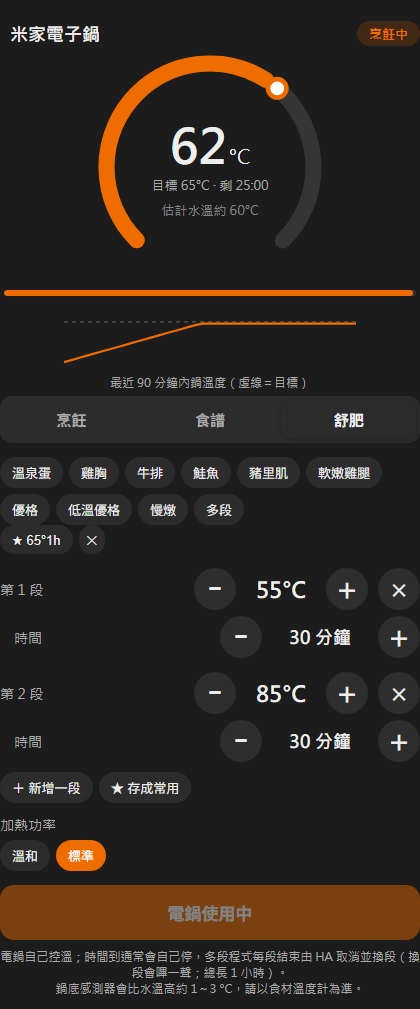 米家電子鍋
烹飪中
62°C
目標 65°C · 剩 25:00
估計水溫約 60°C
最近 90 分鐘內鍋溫度（虛線＝目標）
烹飪 食譜 舒肥
溫泉蛋 雞胸 牛排 鮭魚 豬里肌 軟嫩雞腿
優格 低溫優格 慢燉 多段
★ 65°1h ×
第 1 段 − 55°C + ×
時間 − 30 分鐘 +
第 2 段 − 85°C + ×
時間 − 30 分鐘 +
＋ 新增一段 ★ 存成常用
加熱功率
溫和 標準
電鍋使用中
電鍋自己控溫；時間到通常會自己停，多段程式每段結束由 HA 取消並換段（換
段會嗶一聲；總長 1 小時）。
鍋底感測器會比水溫高約 1～3 °C，請以食材溫度計為準。